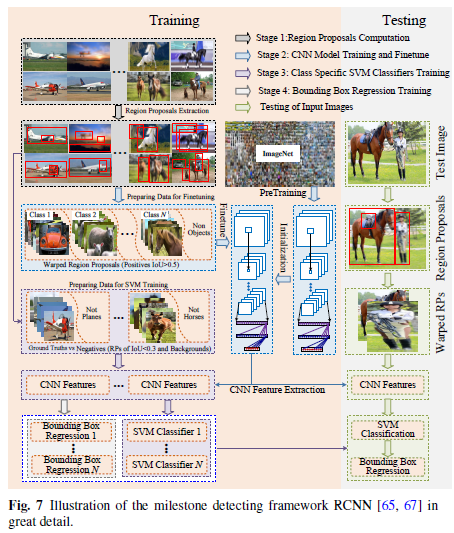 Training
Testing
Stage 1:Region Proposals Computation
Stage 2: CNN Model Training and Finetune
Stage 3: Class Specific SVM Classifiers Training
Stage 4: Bounding Box Regression Training
Testing of Input Images
Region Proposals Extraction
ImageNet
Test Image
Preparing Data for Finetuning
PreTraining
Class 1
Class 2
Class N
Non
Objects
Warped Region Proposals (Positives IoU>0.5)
Finetune
Initialization
Region Proposals
Preparing Data for SVM Training
Not
Planes
Not
Horses
Ground Truths vs Negatives (RPs of IoU<0.3 and Backgrounds)
Warped RPs
CNN Features
CNN Features
CNN Feature Extraction
CNN Features
Bounding Box
Regression 1
Bounding Box
Regression N
SVM Classifier 1
SVM Classifier N
SVM
Classification
Bounding Box
Regression
Fig. 7 Illustration of the milestone detecting framework RCNN [65, 67] in
great detail.